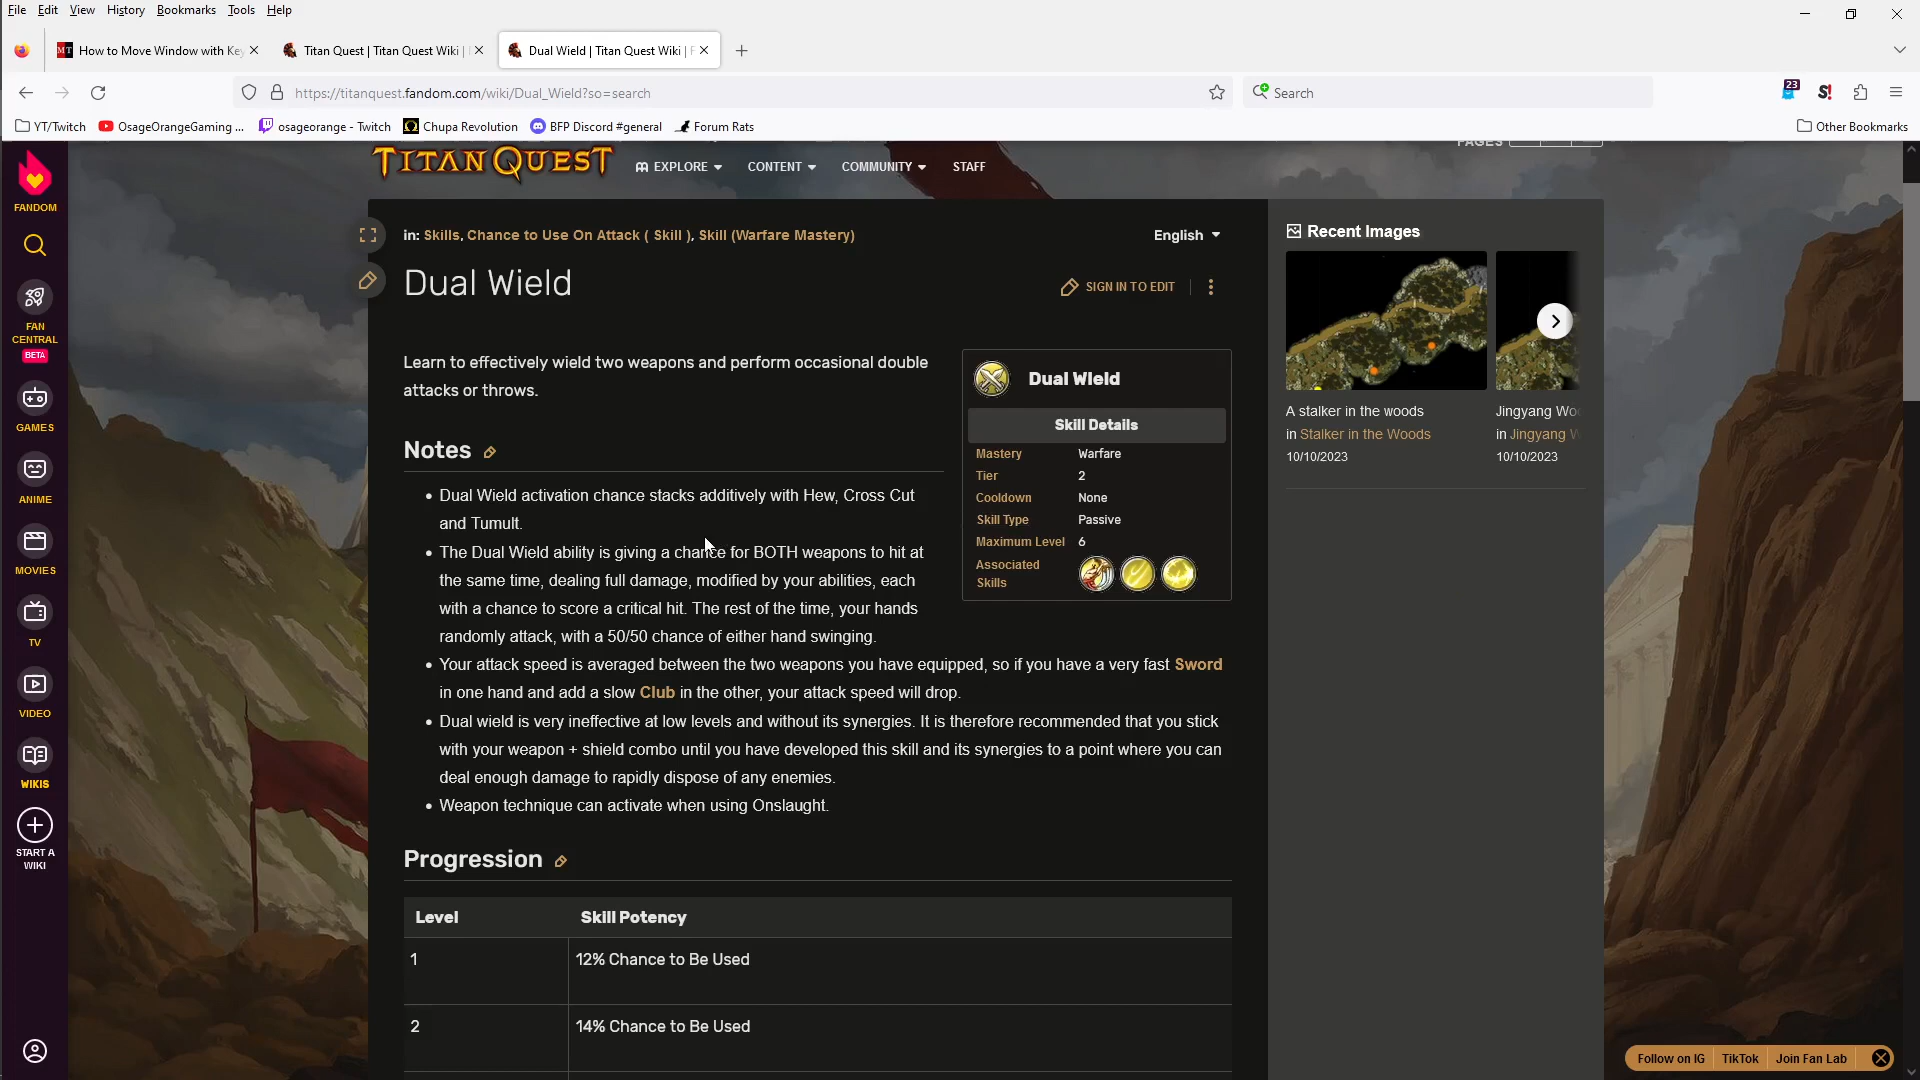 File Edit View History Bookmarks Tools Help
How to Move Window with Key
Titan Quest | Titan Quest Wiki |
Dual Wield | Titan Quest Wiki | F
https://titanquest.fandom.com/wiki/Dual_Wield?so=search
Search
23
S!
YT/Twitch OsageOrangeGaming ... osageorange - Twitch Chupa Revolution BFP Discord #general Forum Rats Other Bookmarks
PAGES
TITAN QUEST
EXPLORE CONTENT COMMUNITY STAFF
FANDOM
FAN CENTRAL
BETA
GAMES
ANIME
MOVIES
TV
VIDEO
WIKIS
START A
WIKI
in: Skills, Chance to Use On Attack ( Skill ), Skill (Warfare Mastery)
English
Dual Wield
SIGN IN TO EDIT
Learn to effectively wield two weapons and perform occasional double
attacks or throws.
Notes
• Dual Wield activation chance stacks additively with Hew, Cross Cut
and Tumult.
• The Dual Wield ability is giving a chance for BOTH weapons to hit at
the same time, dealing full damage, modified by your abilities, each
with a chance to score a critical hit. The rest of the time, your hands
randomly attack, with a 50/50 chance of either hand swinging.
• Your attack speed is averaged between the two weapons you have equipped, so if you have a very fast Sword
in one hand and add a slow Club in the other, your attack speed will drop.
• Dual wield is very ineffective at low levels and without its synergies. It is therefore recommended that you stick
with your weapon + shield combo until you have developed this skill and its synergies to a point where you can
deal enough damage to rapidly dispose of any enemies.
• Weapon technique can activate when using Onslaught.
Dual Wield
Skill Details
Mastery Warfare
Tier 2
Cooldown None
Skill Type Passive
Maximum Level 6
Associated
Skills
Progression
Level Skill Potency
1 12% Chance to Be Used
2 14% Chance to Be Used
Recent Images
A stalker in the woods
in Stalker in the Woods
10/10/2023
Jingyang Wo
in Jingyang W
10/10/2023
Follow on IG TikTok Join Fan Lab